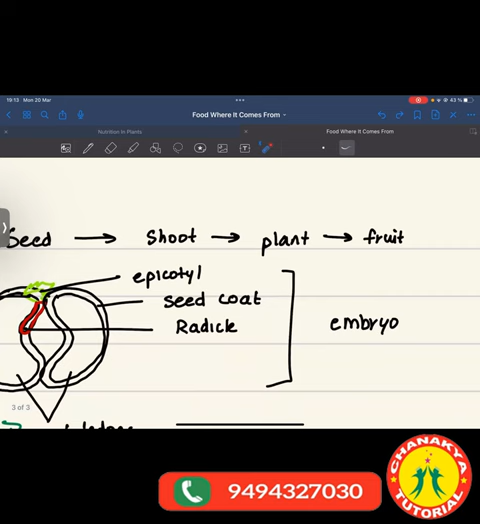 19:13 Mon 20 Mar
43 %
Food Where It Comes From
Nutrition In Plants
Food Where It Comes From
Seed → Shoot → plant → fruit
epicotyl
Seed coat
Radicle
embryo
3 of 3
9494327030
CHANAKYA
TUTORIAL